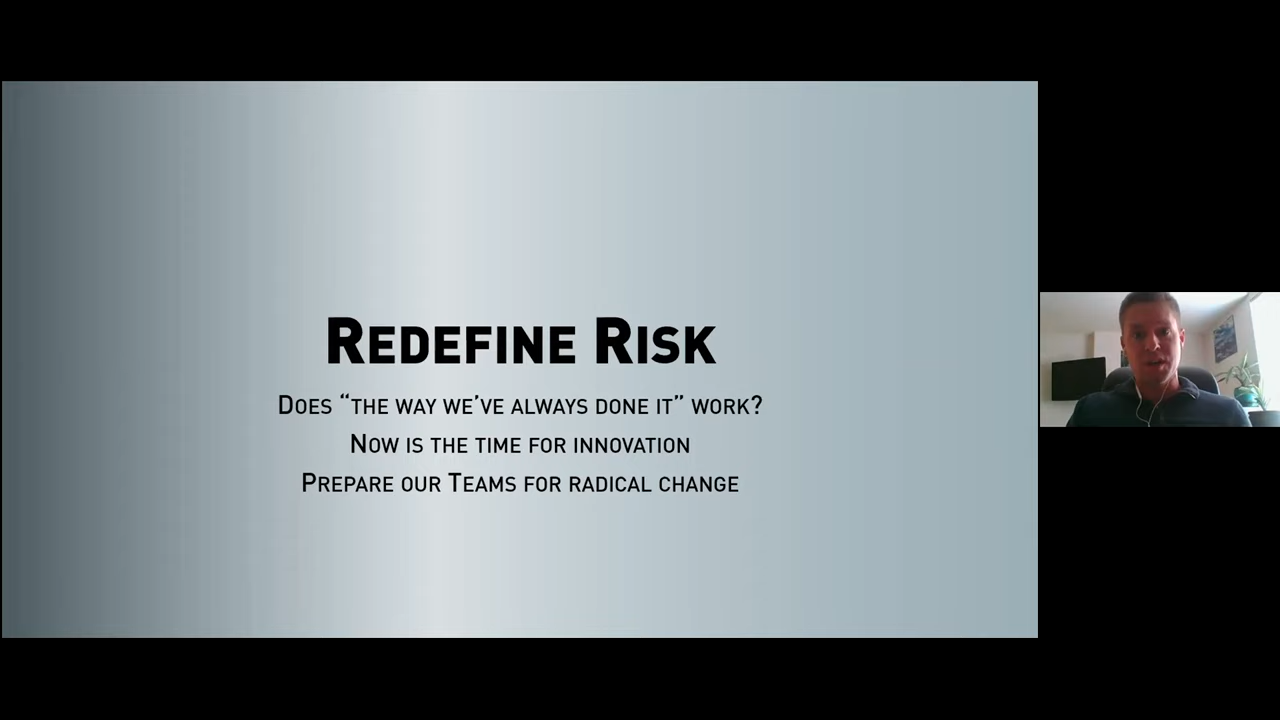 Redefine Risk
Does “the way we’ve always done it” work?
Now is the time for innovation
Prepare our Teams for radical change